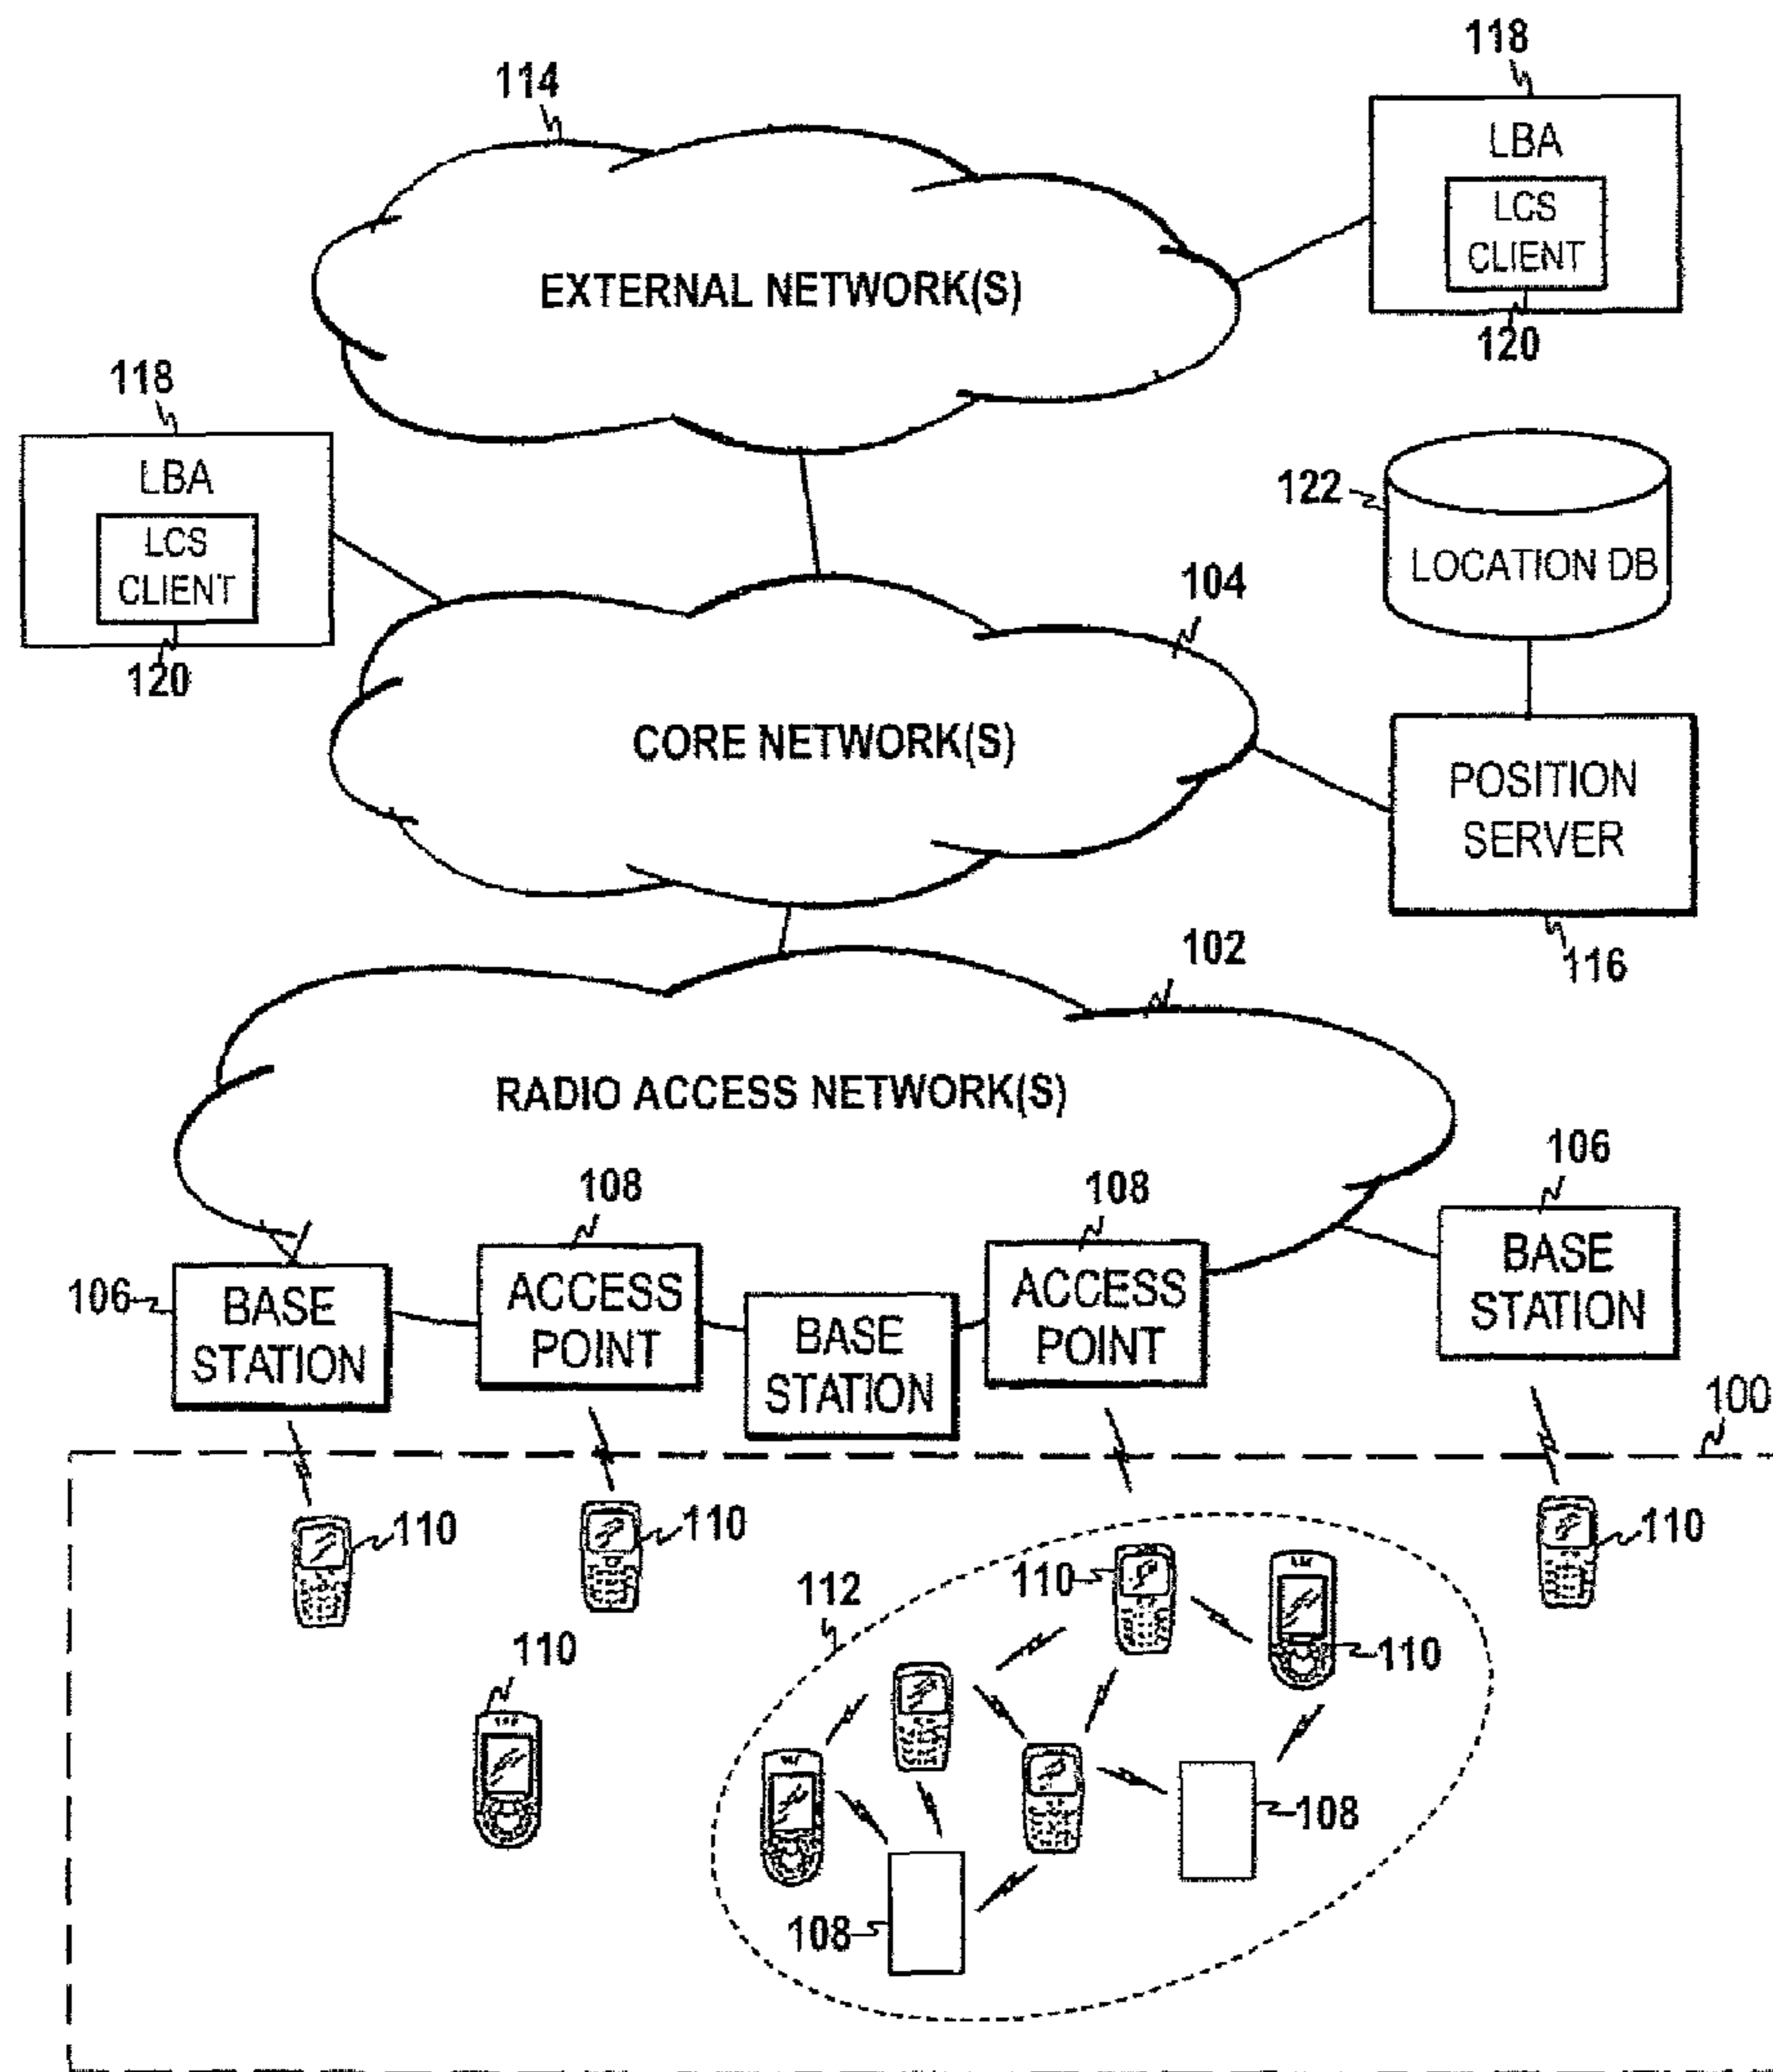 118
114
LBA
LCS
CLIENT
EXTERNAL NETWORK(S)
120
118
LBA
122
LCS
CLIENT
LOCATION DB
104
120
CORE NETWORK(S)
POSITION
SERVER
102
116
RADIO ACCESS NETWORK(S)
106
108
108
BASE
STATION
106
BASE
STATION
ACCESS
POINT
BASE
STATION
ACCESS
POINT
100
110
110
110
110
112
110
110
108
108